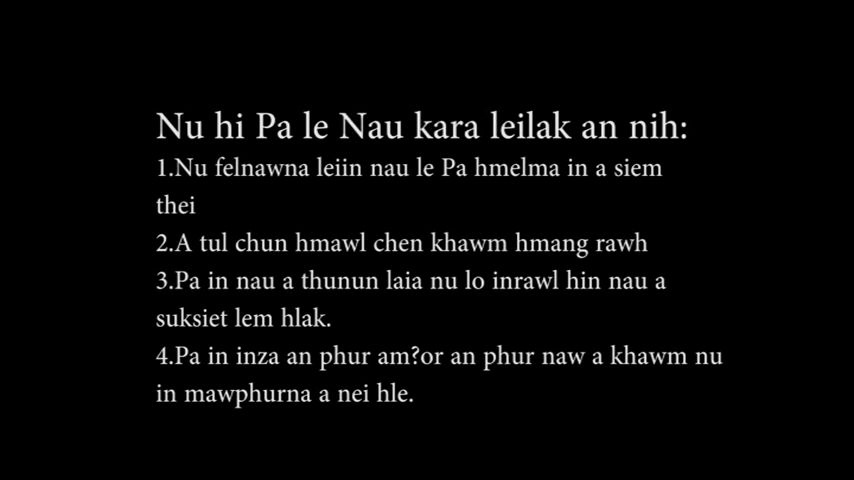 Nu hi Pa le Nau kara leilak an nih:
1.Nu felnawna leiin nau le Pa hmelma in a siem
thei
2.A tul chun hmawl chen khawm hmang rawh
3.Pa in nau a thunun laia nu lo inrawl hin nau a
suksiet lem hlak.
4.Pa in inza an phur am?or an phur naw a khawm nu
in mawphurna a nei hle.